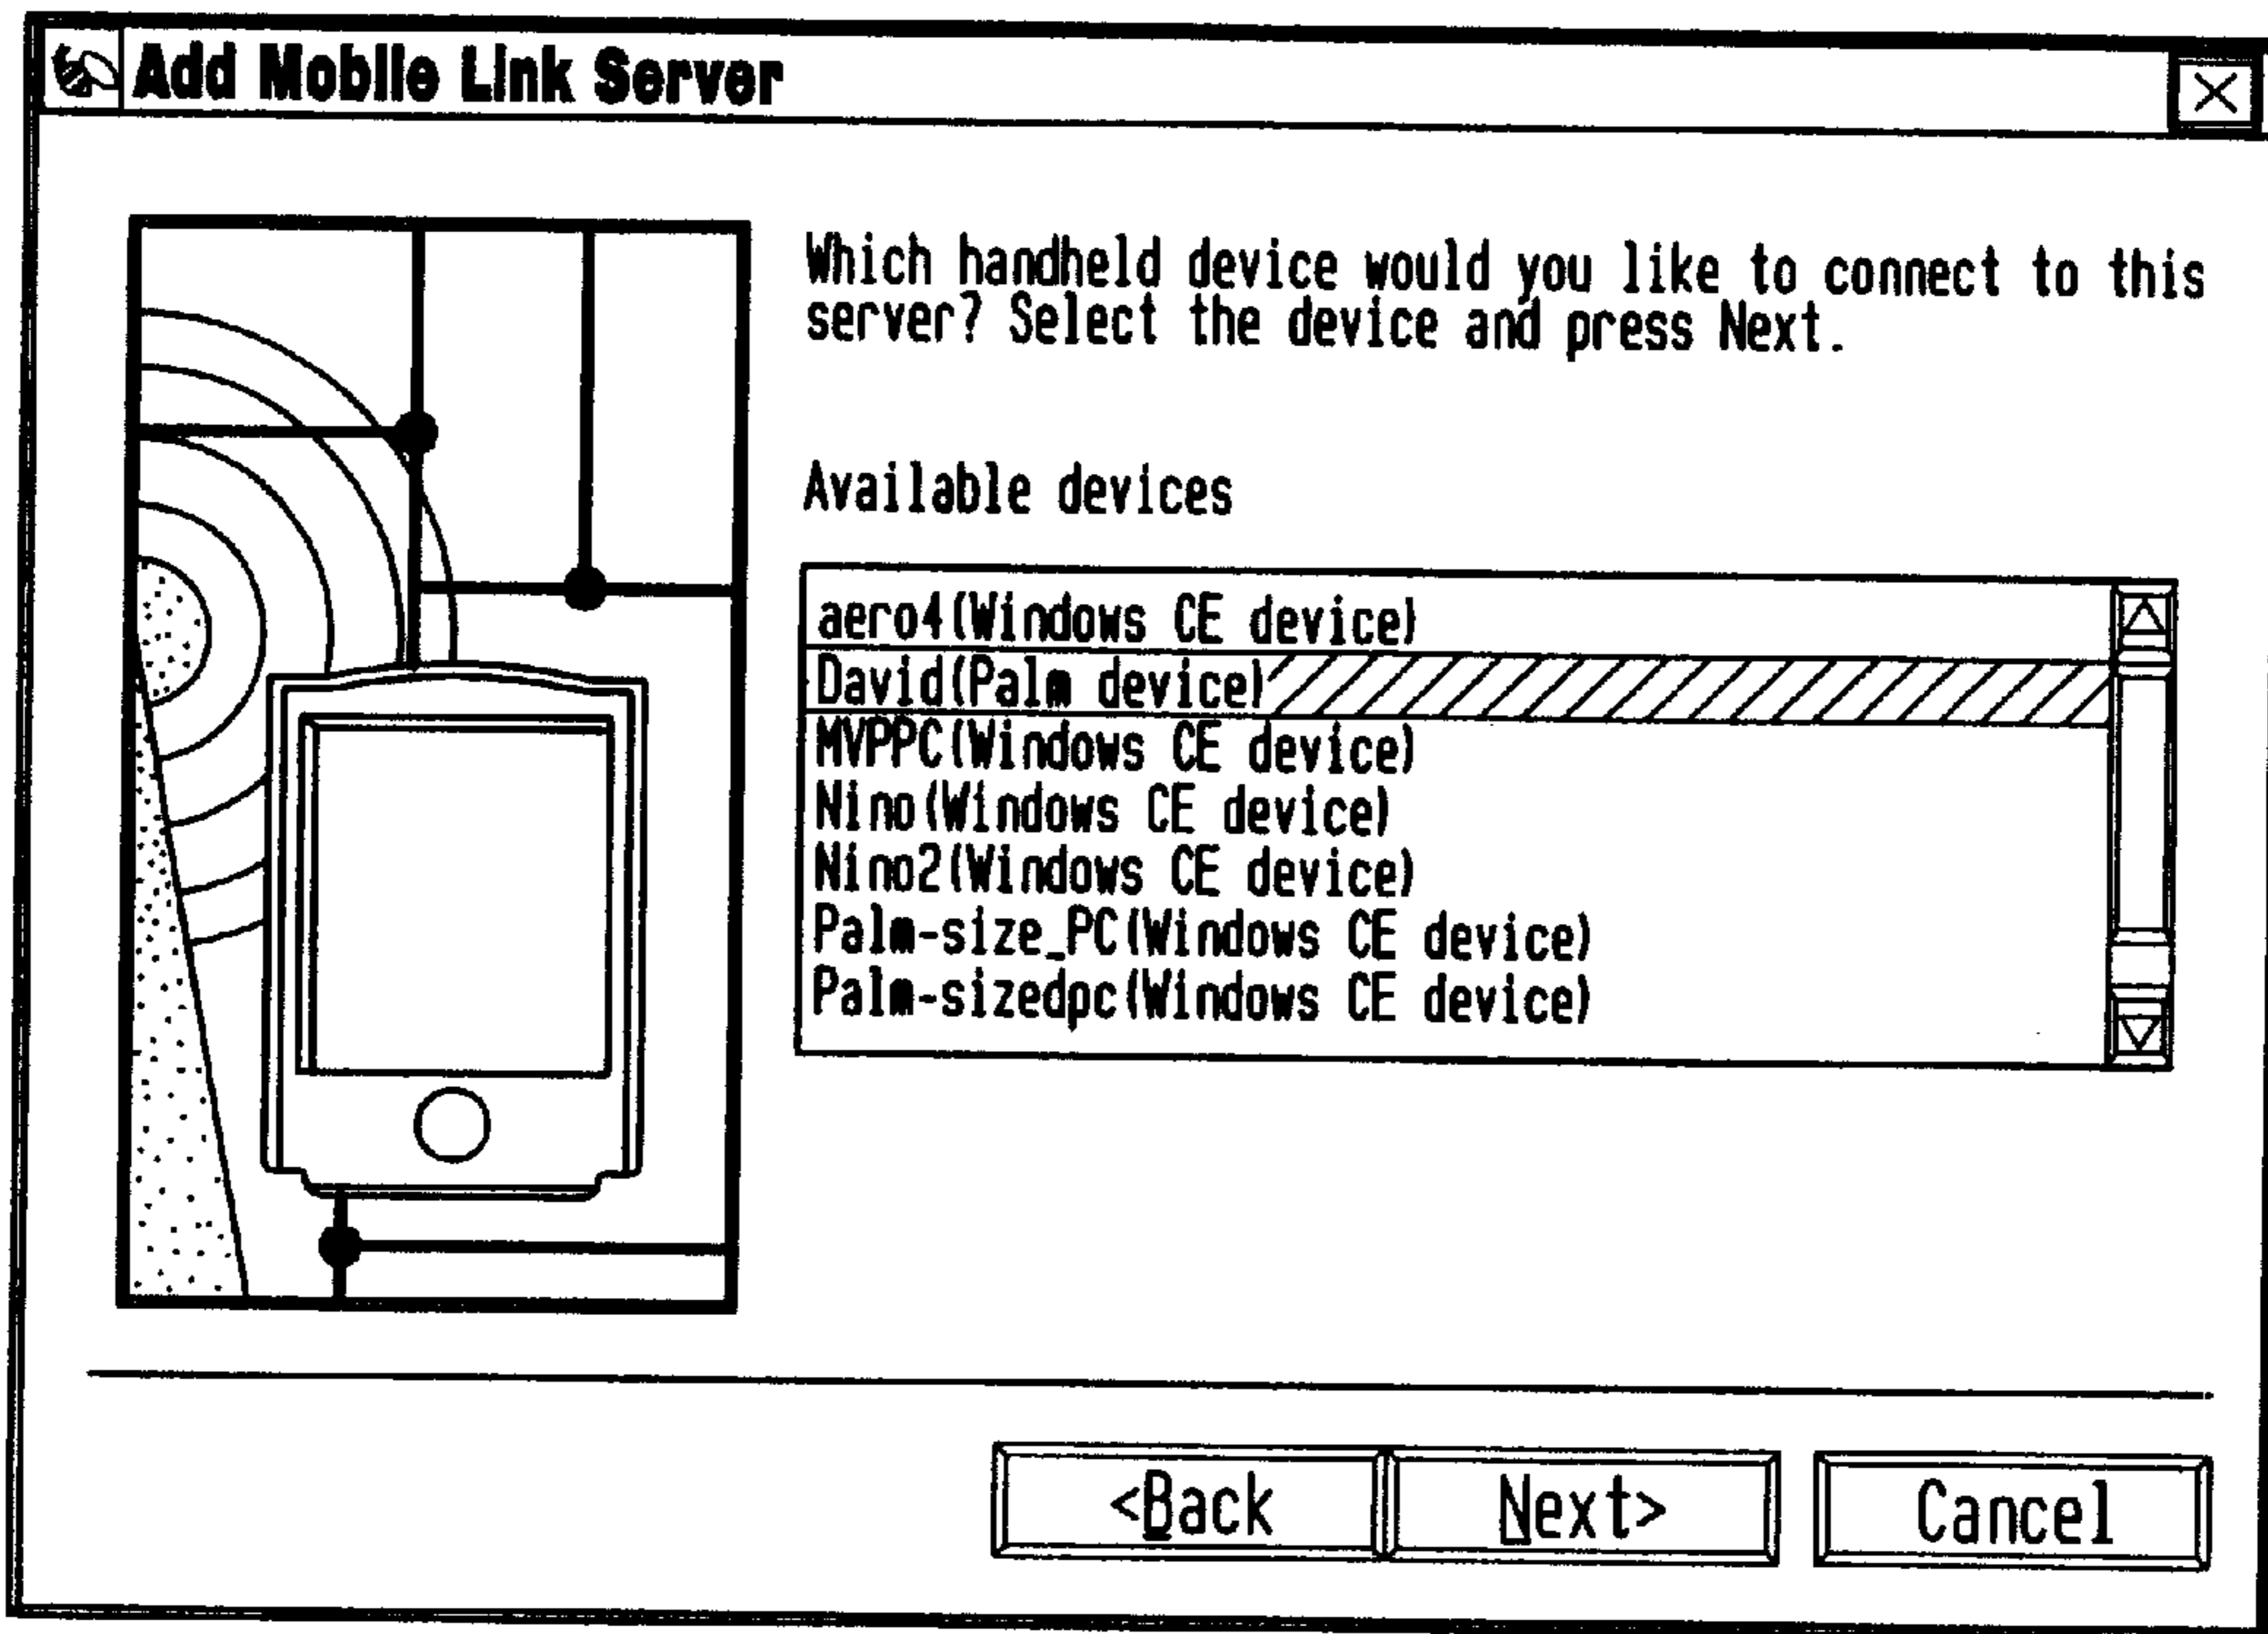 Add Mobile Link Server
Which handheld device would you like to connect to this
server? Select the device and press Next.
Available devices
aero4(Windows CE device)
David(Palm device)
MVPPC(Windows CE device)
Nino(Windows CE device)
Nino2(Windows CE device)
Palm-size_PC(Windows CE device)
Palm-sizedpc(Windows CE device)
<Back
Next>
Cancel